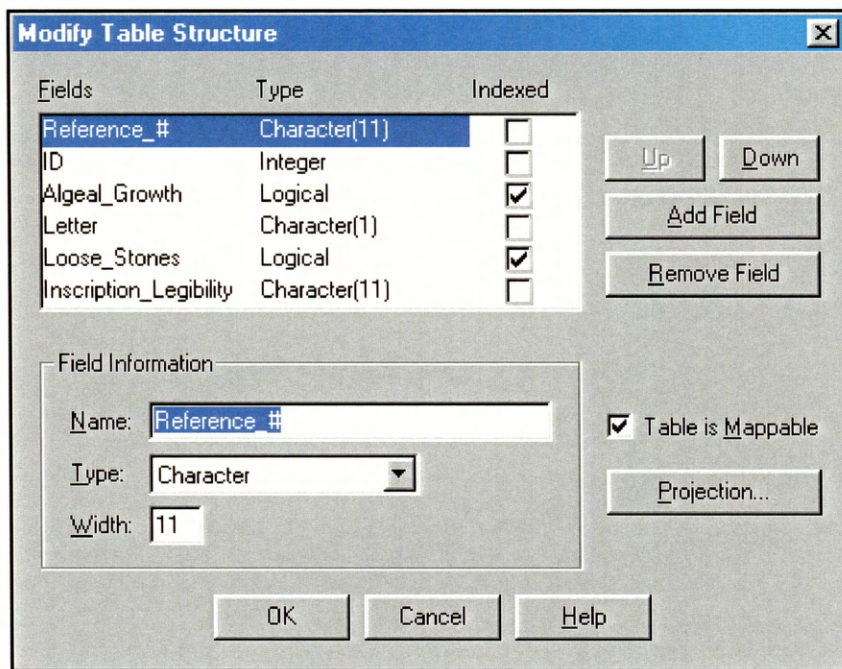 Modify Table Structure
Fields Type Indexed
Reference_# Character(11)
ID Integer
Algeal_Growth Logical
Letter Character(1)
Loose_Stones Logical
Inscription_Legibility Character(11)
Up Down
Add Field
Remove Field
Field Information
Name: Reference_#
Type: Character
Width: 11
Table is Mappable
Projection...
OK Cancel Help